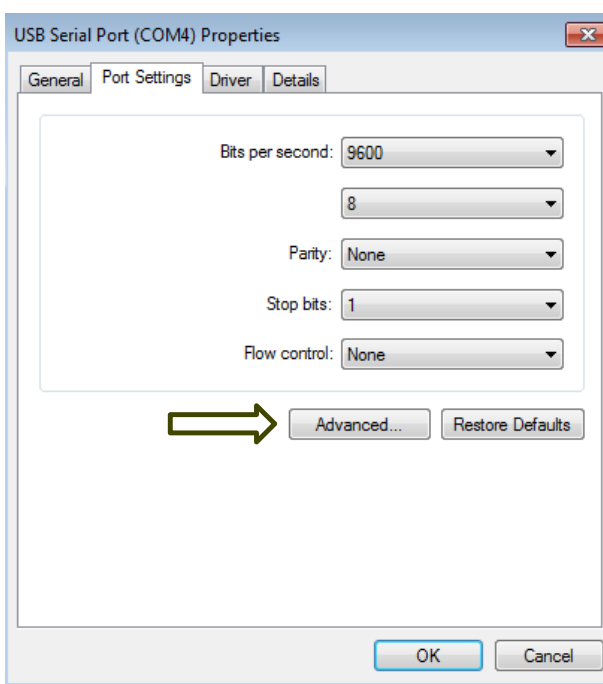 USB Serial Port (COM4) Properties
General Port Settings Driver Details
Bits per second: 9600
8
Parity: None
Stop bits: 1
Flow control: None
Advanced... Restore Defaults
OK Cancel